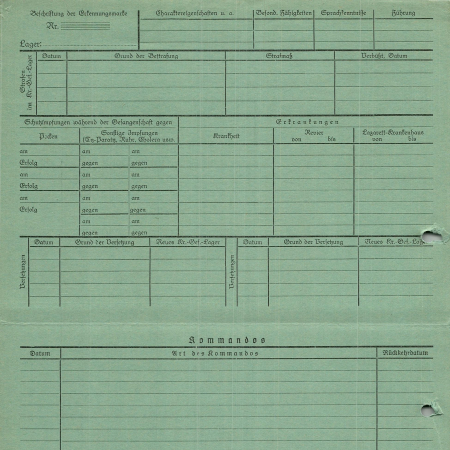 Beschriftung der Erkennungsmarke
Nr.
Lager:
Charaktereigenschaften u. a.
Besond. Fähigkeiten
Sprachkenntnisse
Führung
Strafen im Kr.-Gef.-Lager
Datum
Grund der Bestrafung
Strafmaß
Verbüßt, Datum
Schutzimpfungen während der Gefangenschaft gegen
Erkrankungen
Pocken
Sonstige Impfungen
(Ty.-Paraty., Ruhr, Cholera usw.)
Krankheit
Revier
von bis
Lazarett-Krankenhaus
von bis
am am am
Erfolg gegen gegen
am am am
Erfolg gegen gegen
am am am
Erfolg gegen gegen
am am
gegen gegen
Versetzungen
Datum
Grund der Versetzung
Neues Kr.-Gef.-Lager
Versetzungen
Datum
Grund der Versetzung
Neues Kr.-Gef.-Lager
Kommandos
Datum
Art des Kommandos
Rückkehrdatum